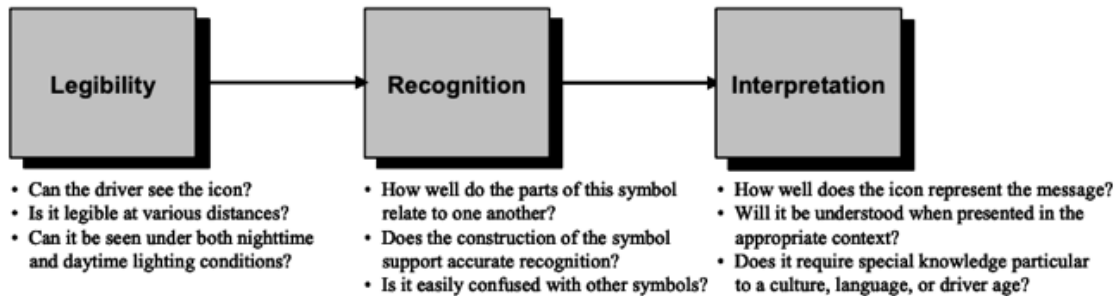 Legibility
Recognition
Interpretation
• Can the driver see the icon?
• Is it legible at various distances?
• Can it be seen under both nighttime
and daytime lighting conditions?
• How well do the parts of this symbol
relate to one another?
• Does the construction of the symbol
support accurate recognition?
• Is it easily confused with other symbols?
• How well does the icon represent the message?
• Will it be understood when presented in the
appropriate context?
• Does it require special knowledge particular
to a culture, language, or driver age?